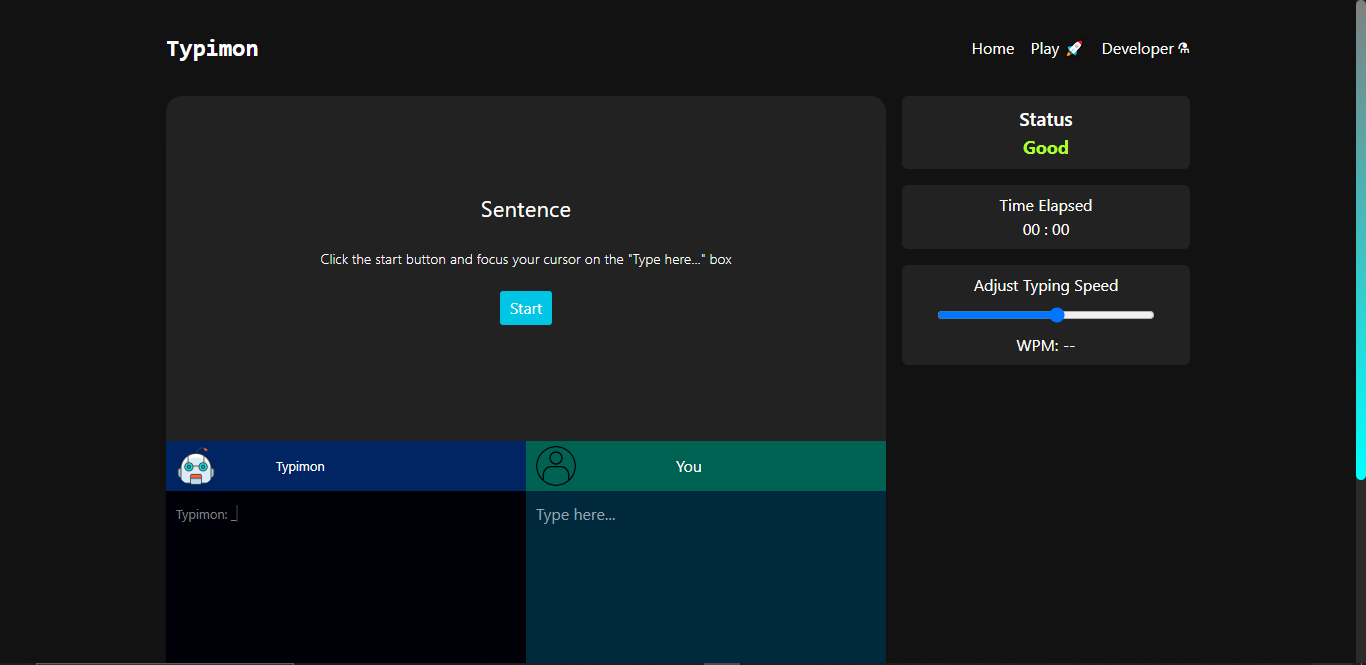 Typimon
Home Play 🚀 Developer ⚗
Sentence
Click the start button and focus your cursor on the "Type here..." box
Start
Status
Good
Time Elapsed
00 : 00
Adjust Typing Speed
WPM: --
Typimon
You
Typimon: _|
Type here...